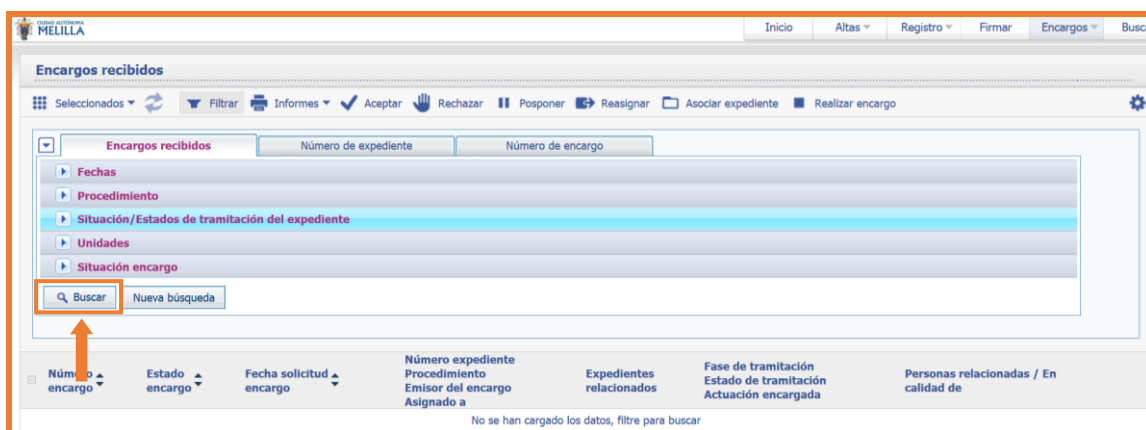 CIUDAD AUTÓNOMA
MELILLA
Inicio Altas Registro Firmar Encargos Busc
Encargos recibidos
Seleccionados Filtrar Informes Aceptar Rechazar Posponer Reasignar Asociar expediente Realizar encargo
Encargos recibidos Número de expediente Número de encargo
Fechas
Procedimiento
Situación/Estados de tramitación del expediente
Unidades
Situación encargo
Buscar Nueva búsqueda
Número encargo
Estado encargo
Fecha solicitud encargo
Número expediente
Procedimiento
Emisor del encargo
Asignado a
Expedientes relacionados
Fase de tramitación
Estado de tramitación
Actuación encargada
Personas relacionadas / En calidad de
No se han cargado los datos, filtre para buscar